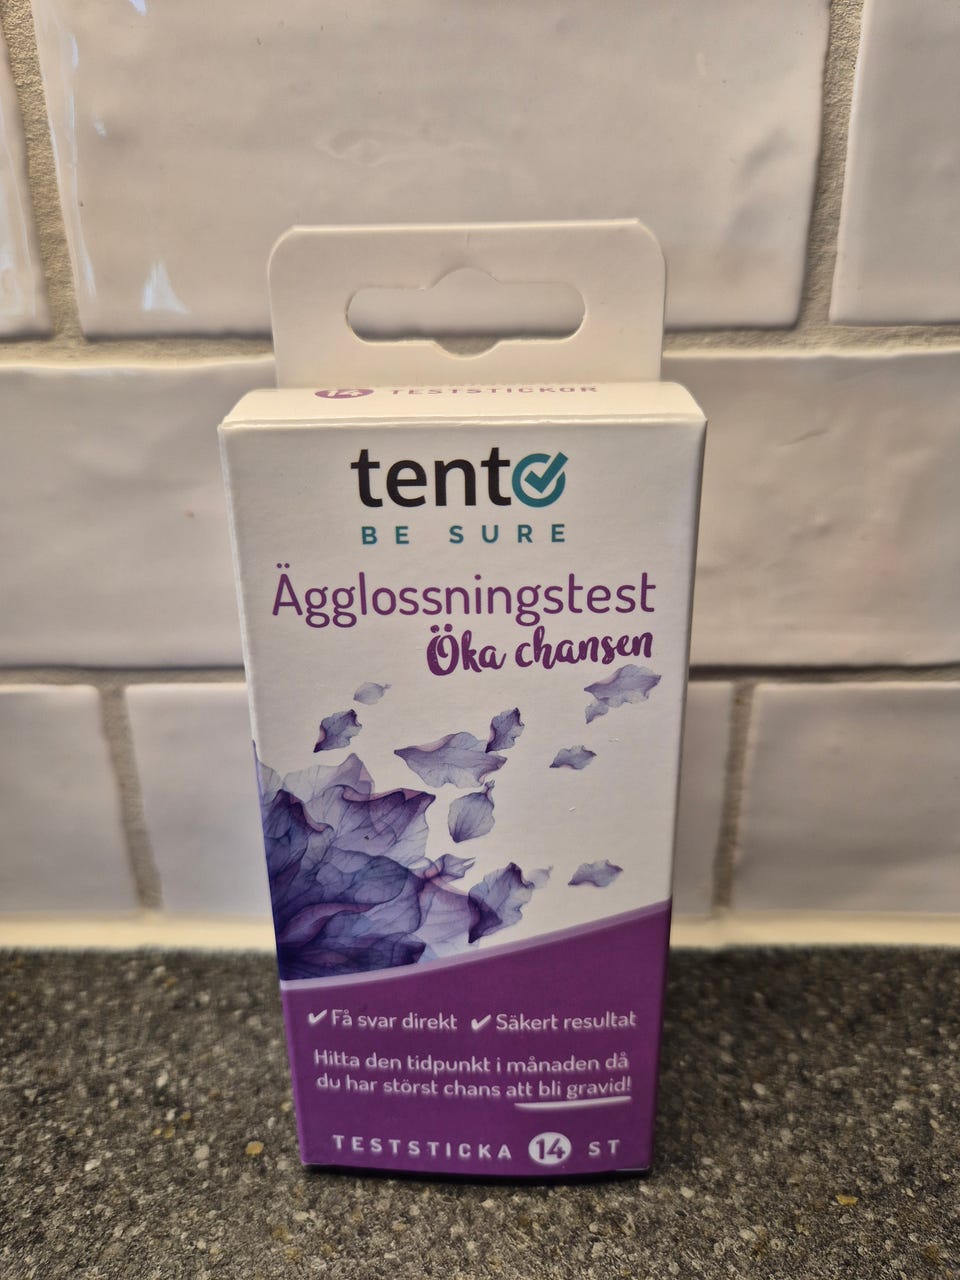 14 TESTSTICKOR
tento
BE SURE
Ägglossningstest
Öka chansen
Få svar direkt Säkert resultat
Hitta den tidpunkt i månaden då
du har störst chans att bli gravid!
TESTSTICKA 14 ST